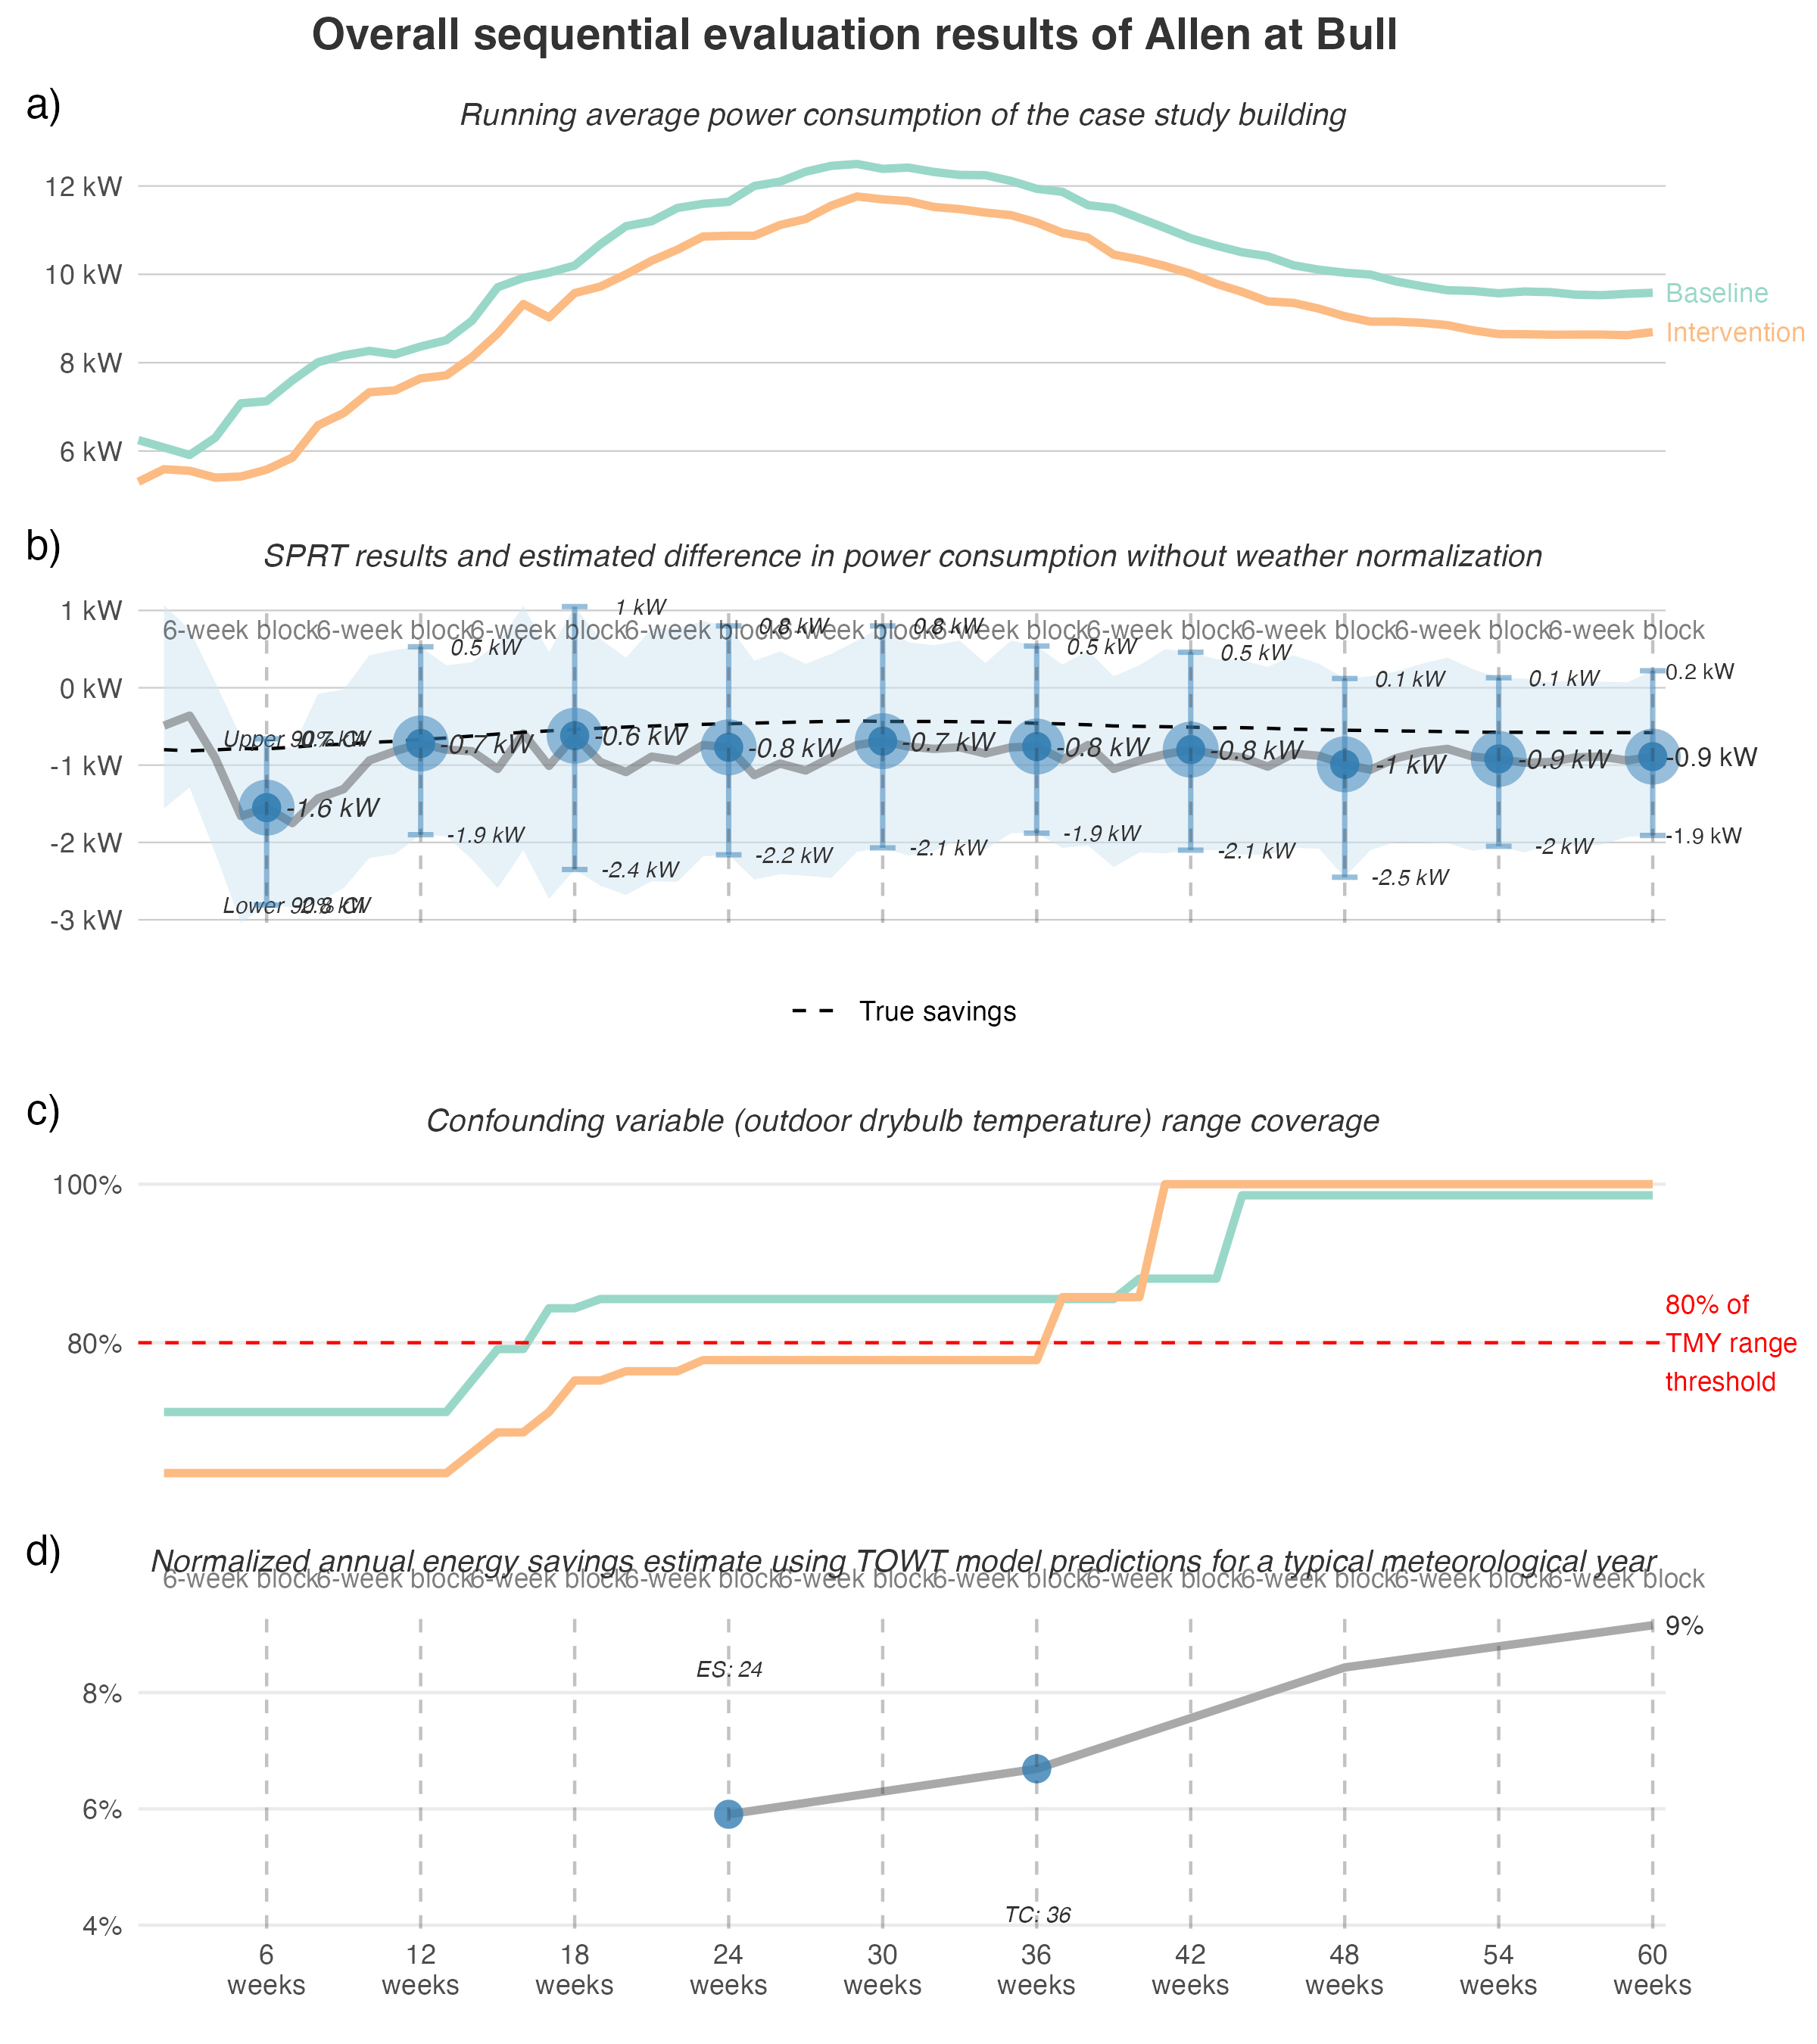 Overall sequential evaluation results of Allen at Bull
a)
Running average power consumption of the case study building
12 kW
10 kW
8 kW
6 kW
Baseline
Intervention
b)
SPRT results and estimated difference in power consumption without weather normalization
1 kW
0 kW
-1 kW
-2 kW
-3 kW
6-week block 6-week block 6-week block 6-week block 6-week block 6-week block 6-week block 6-week block 6-week block 6-week block
0.5 kW
1 kW
0.8 kW
0.8 kW
0.5 kW
0.5 kW
0.1 kW
0.1 kW
0.2 kW
Upper 90% CI
-0.7 kW
-1.6 kW
-0.7 kW
-0.6 kW
-0.8 kW
-0.7 kW
-0.8 kW
-0.8 kW
-1 kW
-0.9 kW
-0.9 kW
Lower 90% CI
-2.8 kW
-1.9 kW
-2.4 kW
-2.2 kW
-2.1 kW
-1.9 kW
-2.1 kW
-2.5 kW
-2 kW
-1.9 kW
True savings
c)
Confounding variable (outdoor drybulb temperature) range coverage
100%
80%
80% of
TMY range
threshold
d)
Normalized annual energy savings estimate using TOWT model predictions for a typical meteorological year
6-week block 6-week block 6-week block 6-week block 6-week block 6-week block 6-week block 6-week block 6-week block 6-week block
9%
ES: 24
8%
6%
TC: 36
4%
6 12 18 24 30 36 42 48 54 60
weeks weeks weeks weeks weeks weeks weeks weeks weeks weeks